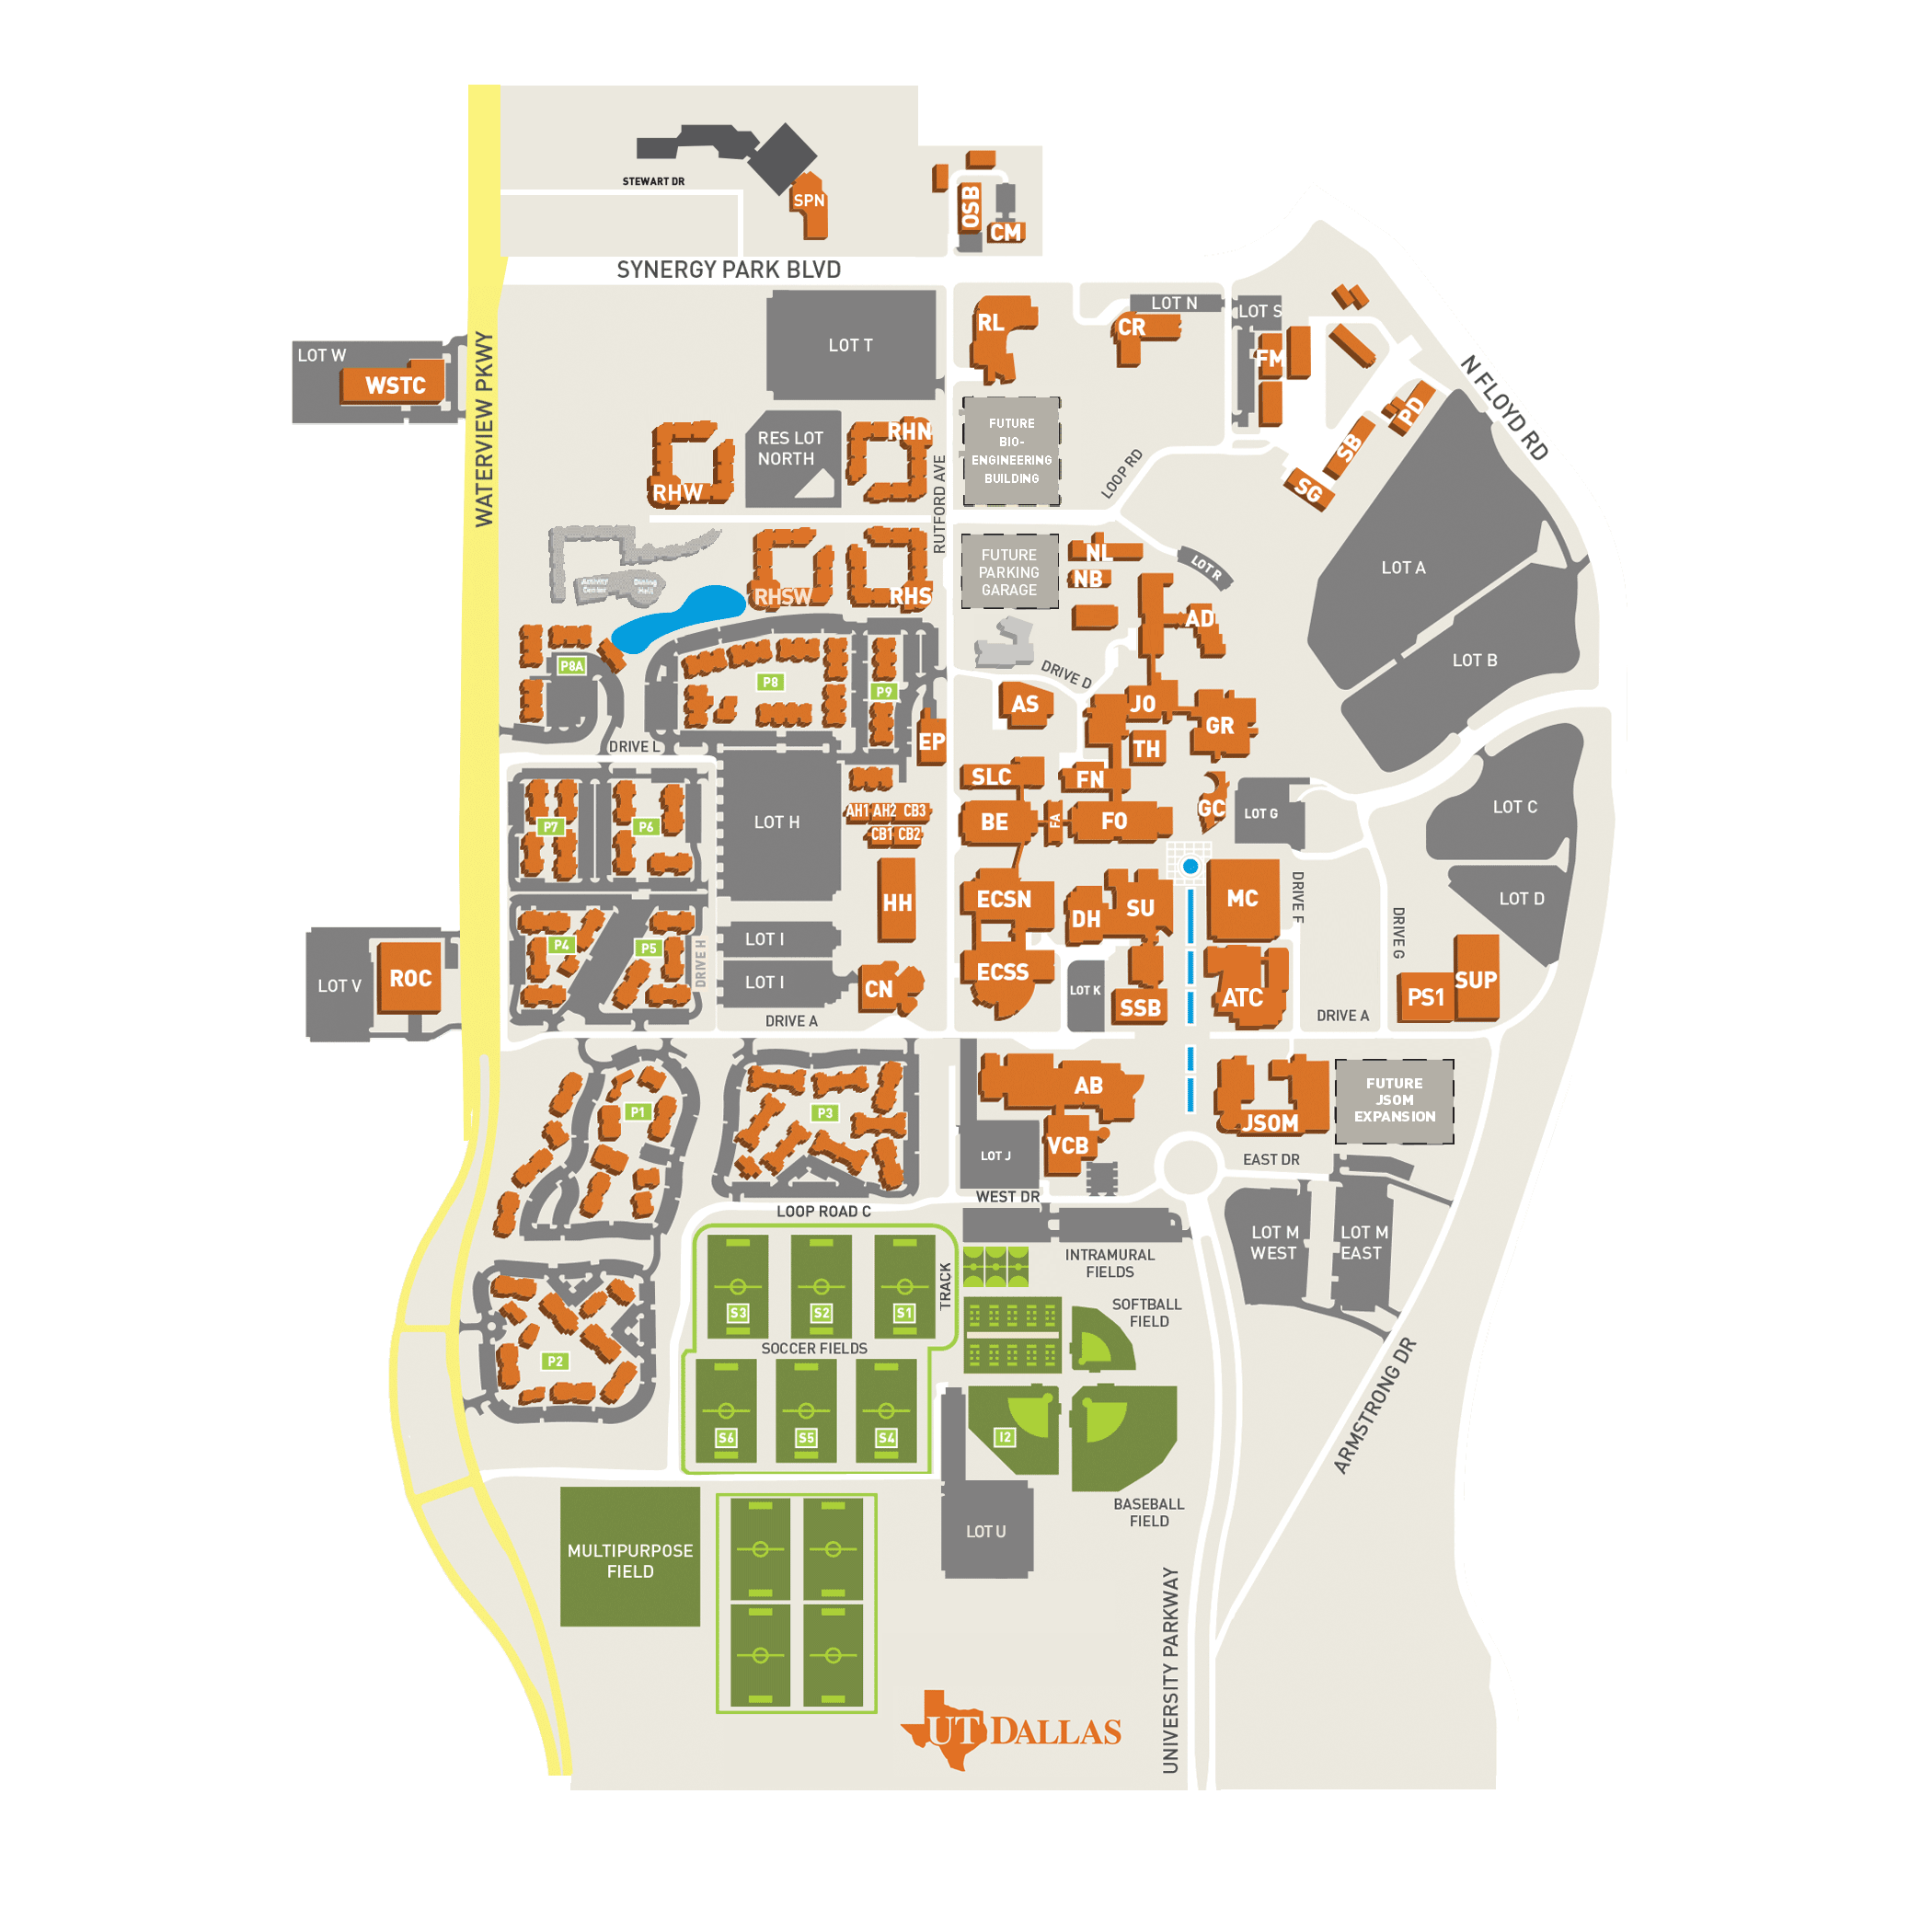 STEWART DR
SPN
OSB
CM
SYNERGY PARK BLVD
LOT N
LOT S
RL
CR
LOT T
FM
LOT W
WSTC
WATERVIEW PKWY
N FLOYD RD
PD
SB
SG
RES LOT
NORTH
RHN
RHW
FUTURE
BIO-
ENGINEERING
BUILDING
RUTFORD AVE
LOOP RD
NL
NB
LOT R
FUTURE
PARKING
GARAGE
LOT A
Activity
Center
Dining
Hall
RHSW
RHS
AD
P8A
P8
P9
DRIVE D
LOT B
AS
JO
GR
EP
TH
DRIVE L
SLC
FN
GC
LOT G
LOT C
P7
P6
LOT H
AH1
AH2
CB3
CB1
CB2
BE
FA
FO
HH
ECSN
DH
SU
MC
DRIVE F
DRIVE G
LOT D
P4
P5
DRIVE H
LOT I
LOT I
CN
ECSS
LOT K
SSB
ATC
PS1
SUP
LOT V
ROC
DRIVE A
DRIVE A
P1
P3
AB
VCB
LOT J
JSOM
FUTURE
JSOM
EXPANSION
EAST DR
WEST DR
LOOP ROAD C
LOT M
WEST
LOT M
EAST
INTRAMURAL
FIELDS
TRACK
S3
S2
S1
SOFTBALL
FIELD
SOCCER FIELDS
P2
S6
S5
S4
I2
ARMSTRONG DR
BASEBALL
FIELD
LOT U
MULTIPURPOSE
FIELD
UNIVERSITY PARKWAY
UT DALLAS